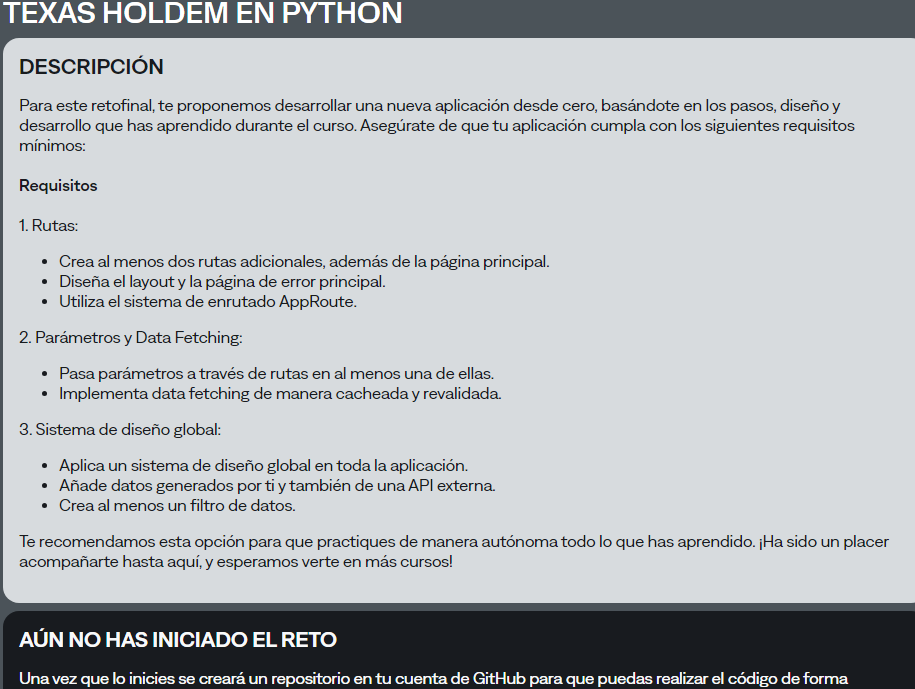 TEXAS HOLDEM EN PYTHON
DESCRIPCIÓN
Para este retofinal, te proponemos desarrollar una nueva aplicación desde cero, basándote en los pasos, diseño y
desarrollo que has aprendido durante el curso. Asegúrate de que tu aplicación cumpla con los siguientes requisitos
mínimos:
Requisitos
1. Rutas:
• Crea al menos dos rutas adicionales, además de la página principal.
• Diseña el layout y la página de error principal.
• Utiliza el sistema de enrutado AppRoute.
2. Parámetros y Data Fetching:
• Pasa parámetros a través de rutas en al menos una de ellas.
• Implementa data fetching de manera cacheada y revalidada.
3. Sistema de diseño global:
• Aplica un sistema de diseño global en toda la aplicación.
• Añade datos generados por ti y también de una API externa.
• Crea al menos un filtro de datos.
Te recomendamos esta opción para que practiques de manera autónoma todo lo que has aprendido. ¡Ha sido un placer
acompañarte hasta aquí, y esperamos verte en más cursos!
AÚN NO HAS INICIADO EL RETO
Una vez que lo inicies se creará un repositorio en tu cuenta de GitHub para que puedas realizar el código de forma